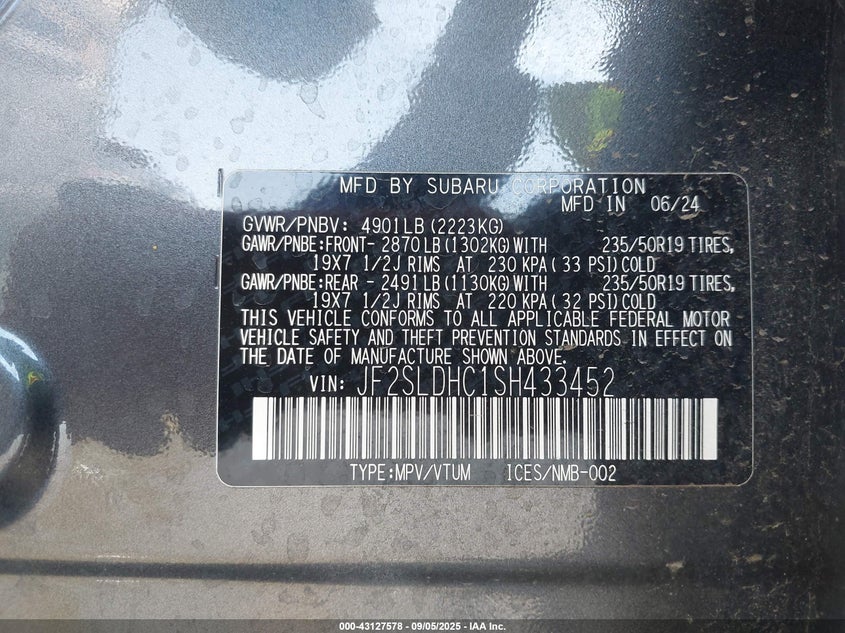 MFD BY SUBARU CORPORATION
MFD IN 06/24
GVWR/PNBV: 4901LB (2223KG)
GAWR/PNBE:FRONT- 2870 LB (1302KG) WITH 235/50R19 TIRES,
19X7 1/2J RIMS AT 230 KPA ( 33 PSI) COLD
GAWR/PNBE:REAR - 2491 LB (1130KG) WITH 235/50R19 TIRES,
19X7 1/2J RIMS AT 220 KPA ( 32 PSI) COLD
THIS VEHICLE CONFORMS TO ALL APPLICABLE FEDERAL MOTOR
VEHICLE SAFETY AND THEFT PREVENTION STANDARDS IN EFFECT ON
THE DATE OF MANUFACTURE SHOWN ABOVE.
VIN: JF2SLDHC1SH433452
TYPE:MPV/VTUM ICES/NMB-002
000-43127578 - 09/05/2025 - IAA Inc.